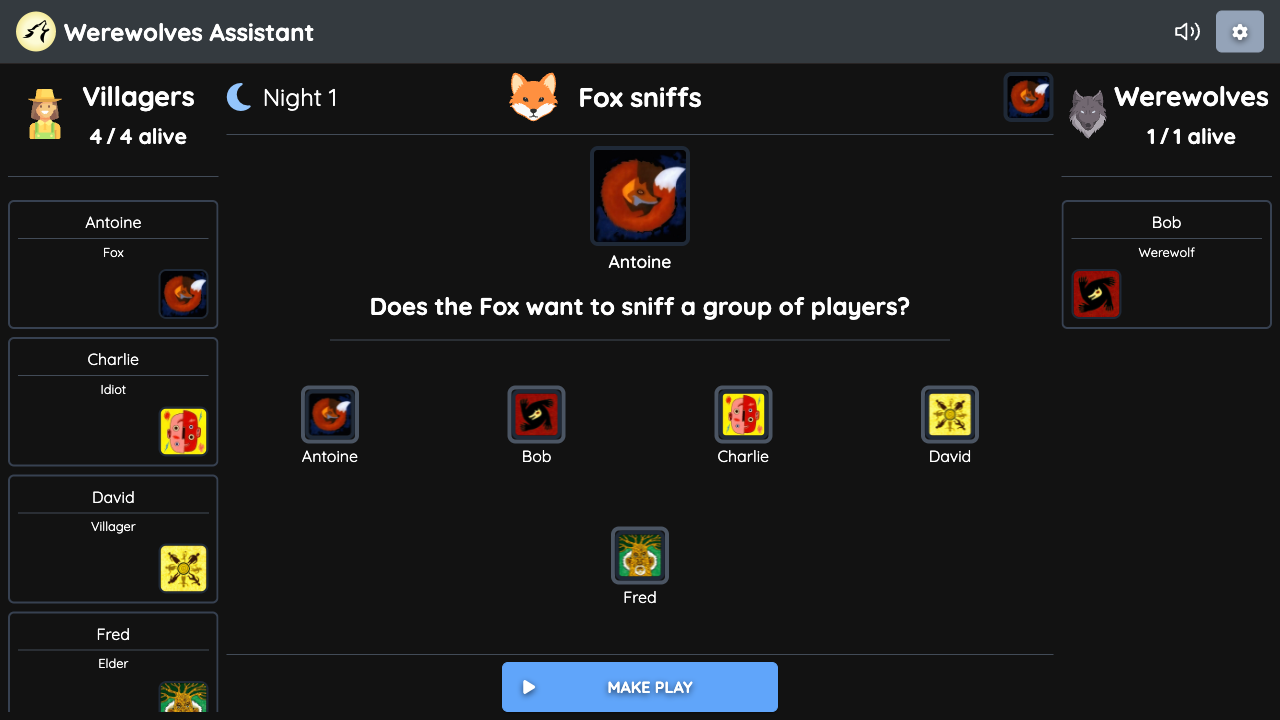 Werewolves Assistant
Villagers
4 / 4 alive
Night 1
Fox sniffs
Werewolves
1 / 1 alive
Antoine
Fox
Charlie
Idiot
David
Villager
Fred
Elder
Antoine
Does the Fox want to sniff a group of players?
Antoine
Bob
Charlie
David
Fred
MAKE PLAY
Bob
Werewolf